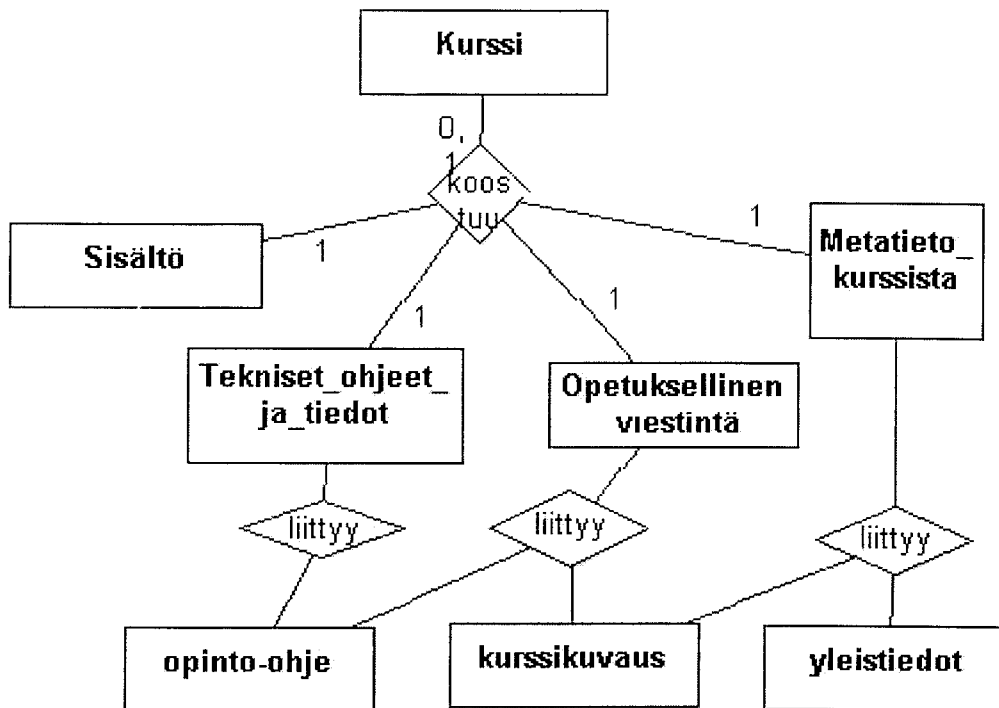 Kurssi
0,
1
koos
tuu
Sisältö
1
1
1
1
Metatieto_
kurssista
Tekniset_ohjeet_
ja_tiedot
Opetuksellinen
viestintä
liittyy
liittyy
liittyy
opinto-ohje
kurssikuvaus
yleistiedot